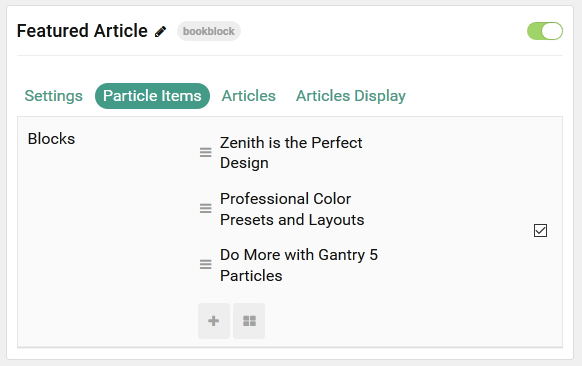 Featured Article bookblock
Settings Particle Items Articles Articles Display
Blocks
Zenith is the Perfect
Design
Professional Color
Presets and Layouts
Do More with Gantry 5
Particles